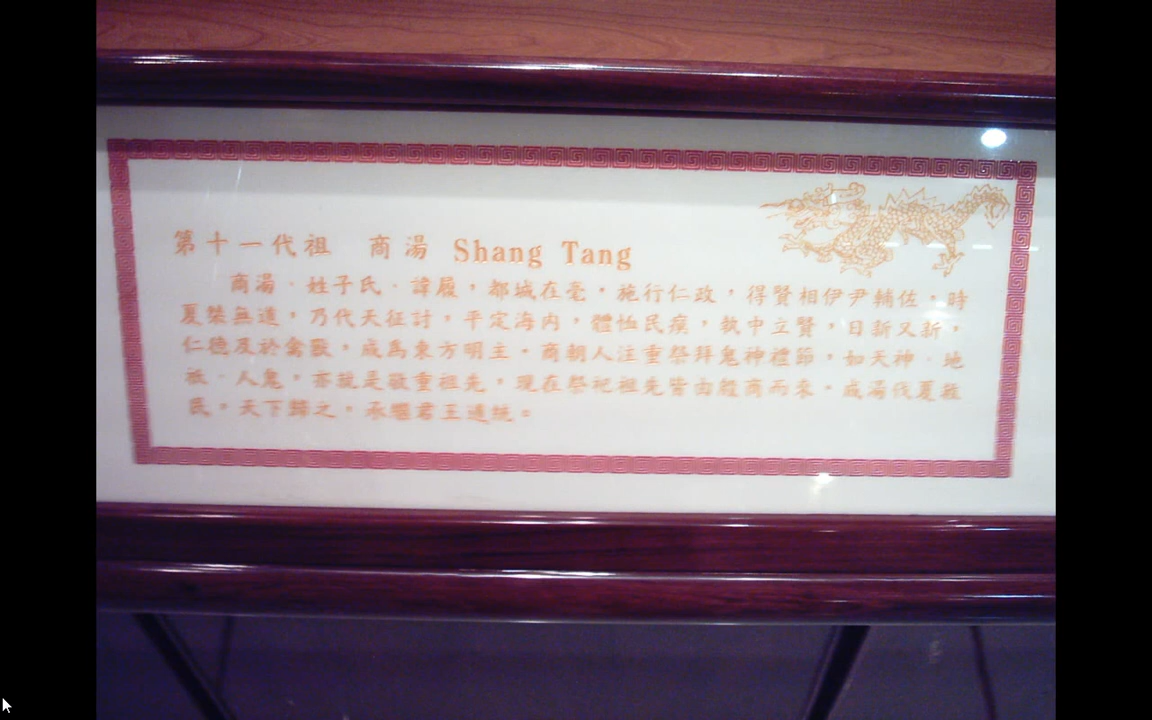 第十一代祖 商湯 Shang Tang
商湯．姓子氏．諱履，都城在亳，施行仁政，得賢相伊尹輔佐，時
夏桀無道，乃代天征討，平定海內，體恤民瘼，執中立賢，日新又新，
仁德及於禽獸，成為東方明主。商朝人注重祭拜鬼神禮節，如天神．地
祇．人鬼，亦就是敬重祖先，現在祭祀祖先皆由經商而來。成湯伐夏救
民，天下歸之，承繼君王道統。